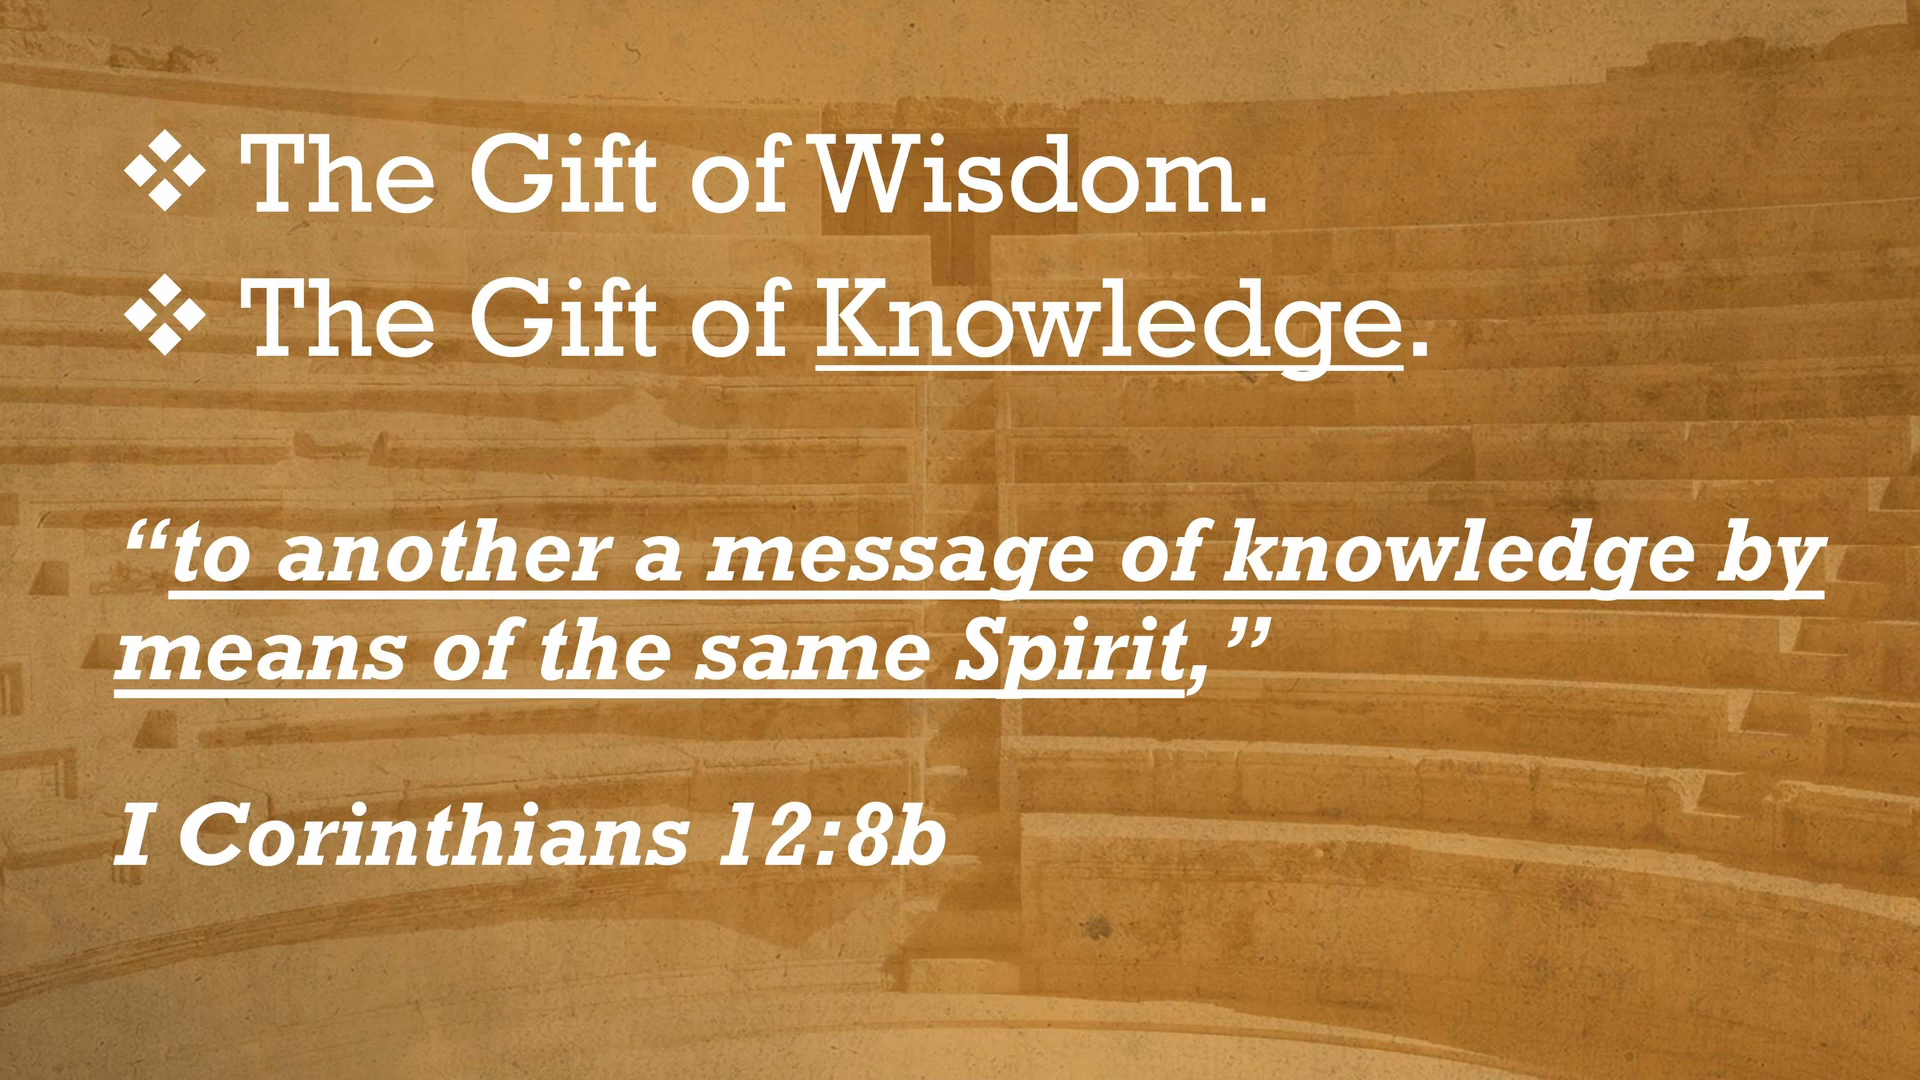 ❖ The Gift of Wisdom.
❖ The Gift of Knowledge.
“to another a message of knowledge by
means of the same Spirit,”
I Corinthians 12:8b